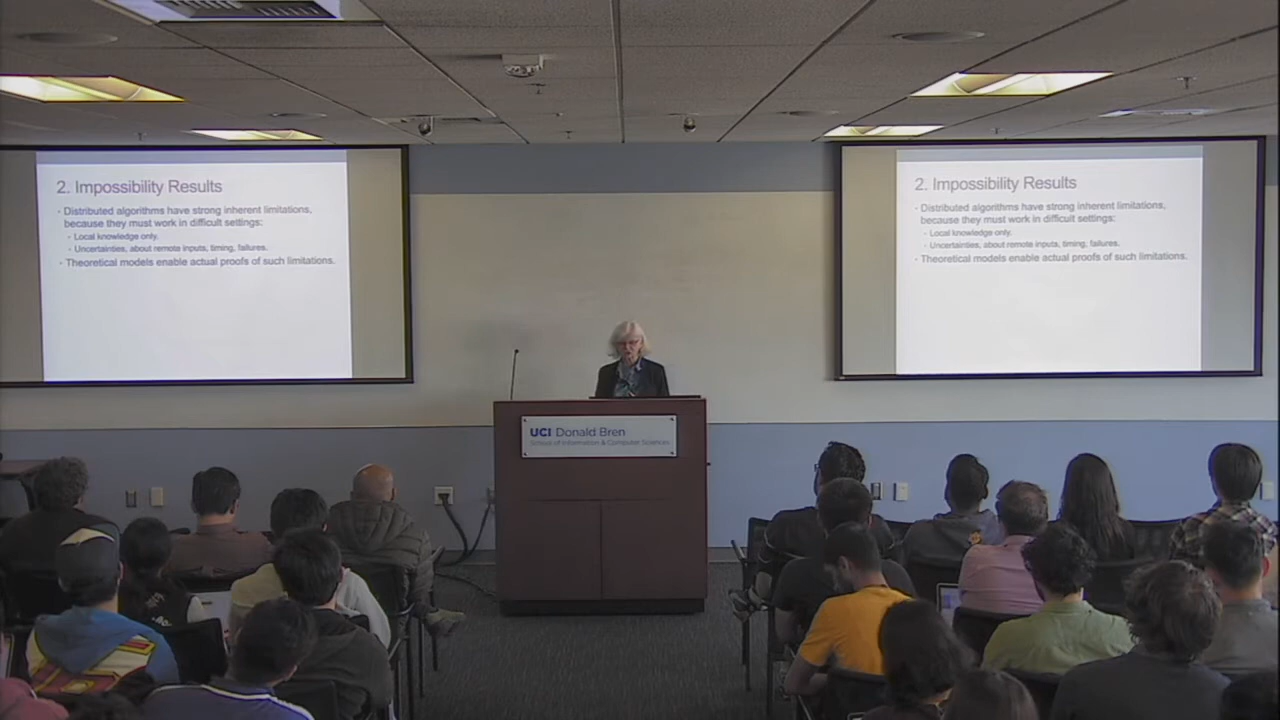 2. Impossibility Results
• Distributed algorithms have strong inherent limitations,
because they must work in difficult settings:
• Local knowledge only.
• Uncertainties, about remote inputs, timing, failures.
• Theoretical models enable actual proofs of such limitations.
2. Impossibility Results
• Distributed algorithms have strong inherent limitations,
because they must work in difficult settings:
• Local knowledge only.
• Uncertainties, about remote inputs, timing, failures.
• Theoretical models enable actual proofs of such limitations.
UCI Donald Bren
School of Information & Computer Sciences